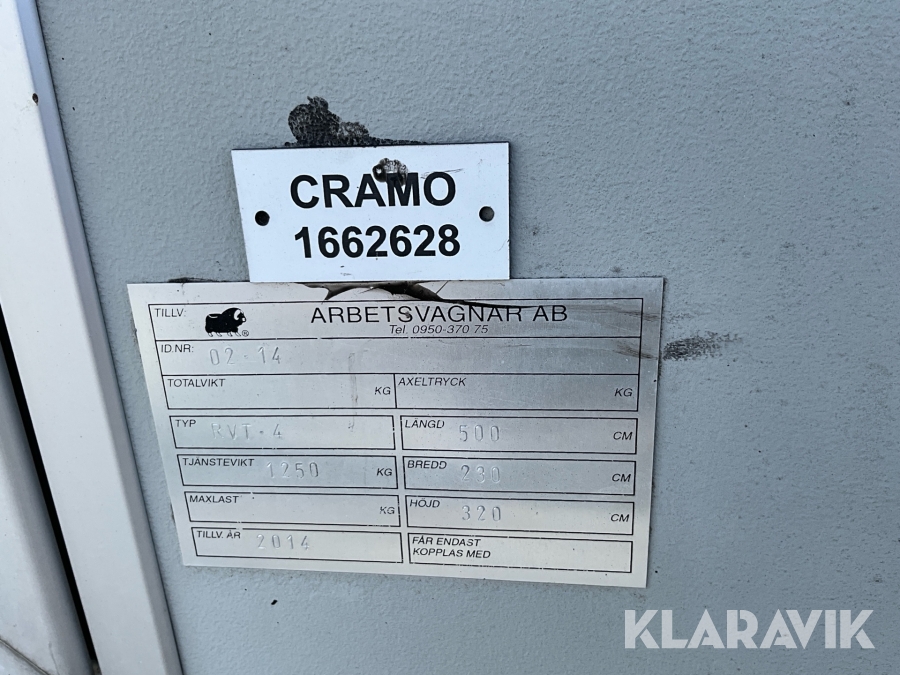 CRAMO
1662628
TILLV: ARBETSVAGNAR AB
Tel. 0950-370 75
ID.NR: 02-14
TOTALVIKT KG AXELTRYCK KG
TYP RVT-4 LÄNGD 500 CM
TJÄNSTEVIKT 1250 KG BREDD 230 CM
MAXLAST KG HÖJD 320 CM
TILLV. ÅR 2014 FÅR ENDAST
KOPPLAS MED
KLARAVIK